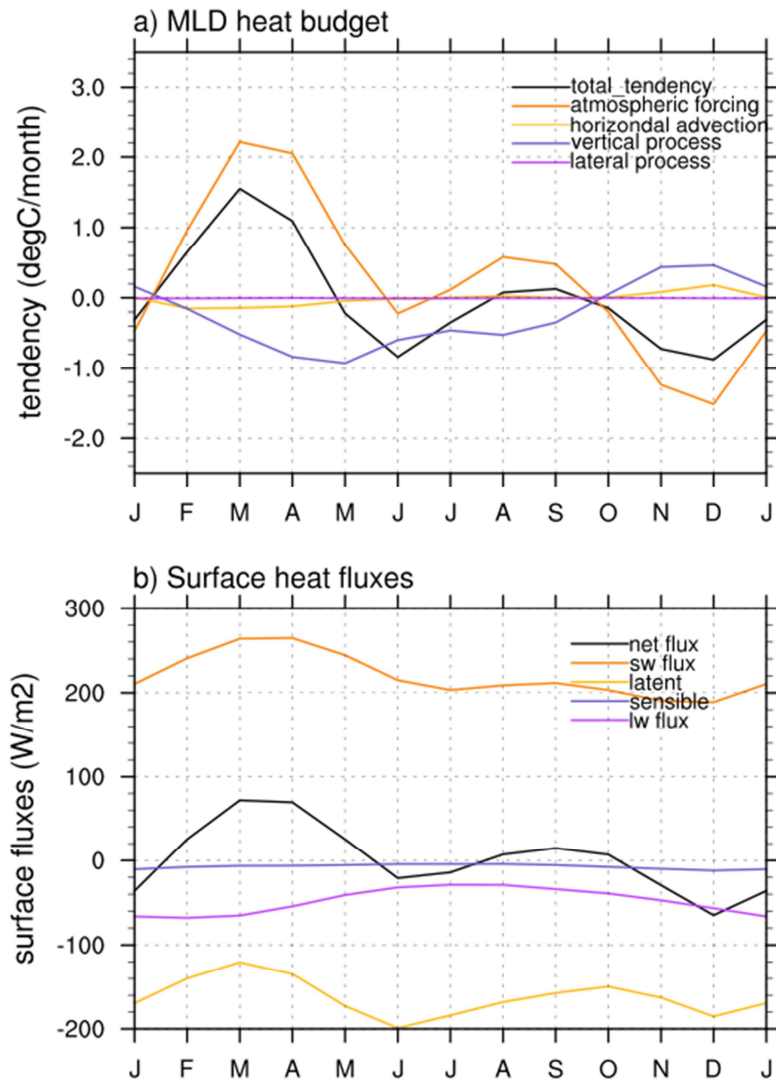 a) MLD heat budget
3.0
2.0
1.0
0.0
-1.0
-2.0
tendency (degC/month)
total_tendency
atmospheric forcing
horizondal advection
vertical process
lateral process
J F M A M J J A S O N D J
b) Surface heat fluxes
300
200
100
0
-100
-200
surface fluxes (W/m2)
net flux
sw flux
latent
sensible
lw flux
J F M A M J J A S O N D J